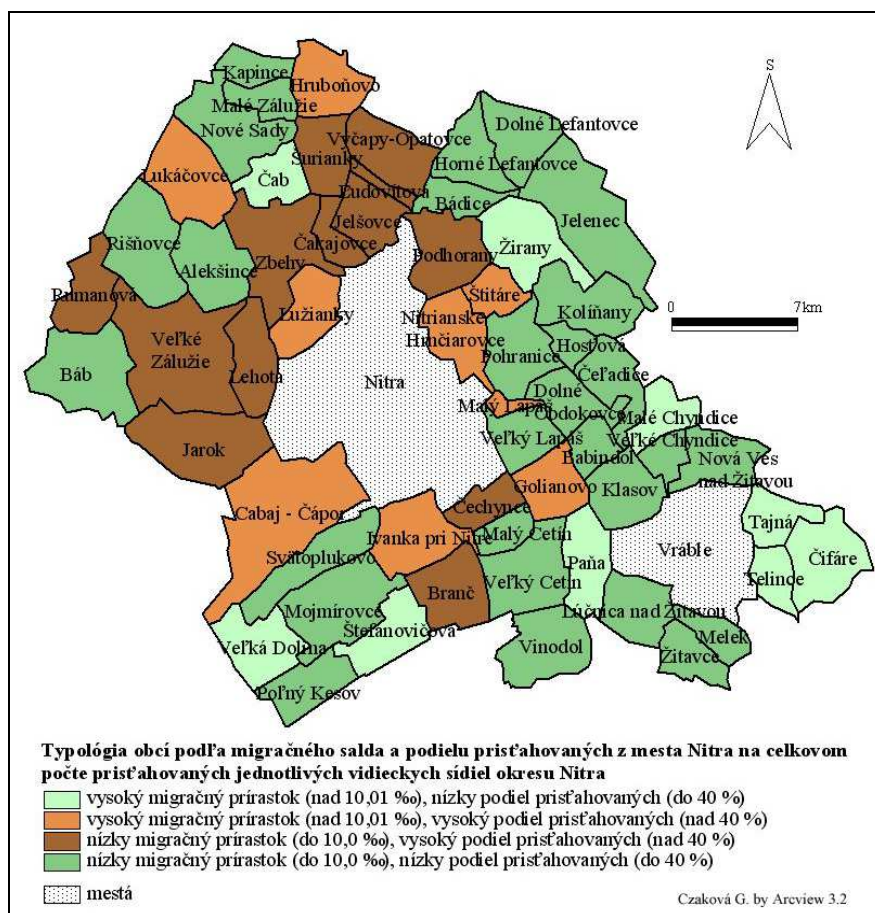 S
Kapince
Hruboňovo
Malé Zálužie
Nové Sady
Výčapy-Opatovce
Dolné Lefantovce
Šurianky
Horné Lefantovce
Lukáčovce
Čab
Ľudovítová
Bádice
Jelšovce
Jelenec
Rišňovce
Čakajovce
Podhorany
Žirany
Alekšince
Zbehy
Rumanová
Štitáre
Kolíňany
0 7km
Lužianky
Nitrianske
Hrnčiarovce
Hosťová
Veľké
Zálužie
Pohranice
Čeľadice
Báb
Lehota
Nitra
Dolné
Obdokovce
Malý Lapáš
Malé Chyndice
Veľký Lapáš
Veľké Chyndice
Jarok
Babindol
Nová Ves
nad Žitavou
Golianovo
Klasov
Cabaj - Čápor
Čechynce
Tajná
Ivanka pri Nitre
Malý Cetín
Vráble
Čifáre
Svätoplukovo
Paňa
Telince
Branč
Veľký Cetín
Mojmírovce
Lúčnica nad Žitavou
Štefanovičová
Veľká Dolina
Melek
Vinodol
Žitavce
Poľný Kesov
Typológia obcí podľa migračného salda a podielu prisťahovaných z mesta Nitra na celkovom
počte prisťahovaných jednotlivých vidieckych sídiel okresu Nitra
vysoký migračný prírastok (nad 10,01 ‰), nízky podiel prisťahovaných (do 40 %)
vysoký migračný prírastok (nad 10,01 ‰), vysoký podiel prisťahovaných (nad 40 %)
nízky migračný prírastok (do 10,0 ‰), vysoký podiel prisťahovaných (nad 40 %)
nízky migračný prírastok (do 10,0 ‰), nízky podiel prisťahovaných (do 40 %)
mestá
Czaková G. by Arcview 3.2